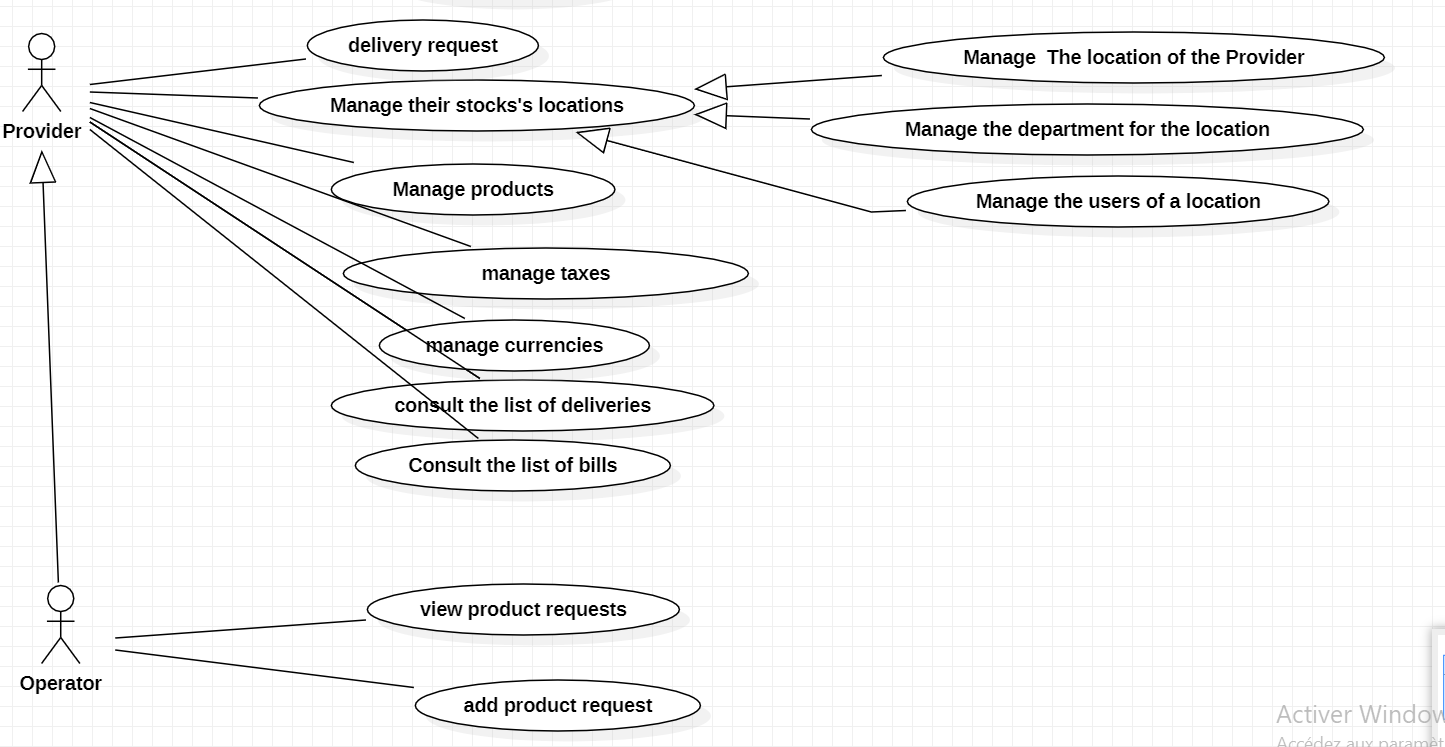 delivery request
Manage  The location of the Provider
Manage their stocks's locations
Provider
Manage the department for the location
Manage products
Manage the users of a location
manage taxes
manage currencies
consult the list of deliveries
Consult the list of bills
view product requests
Operator
add product request
Activer Window
Accédez aux paramèt